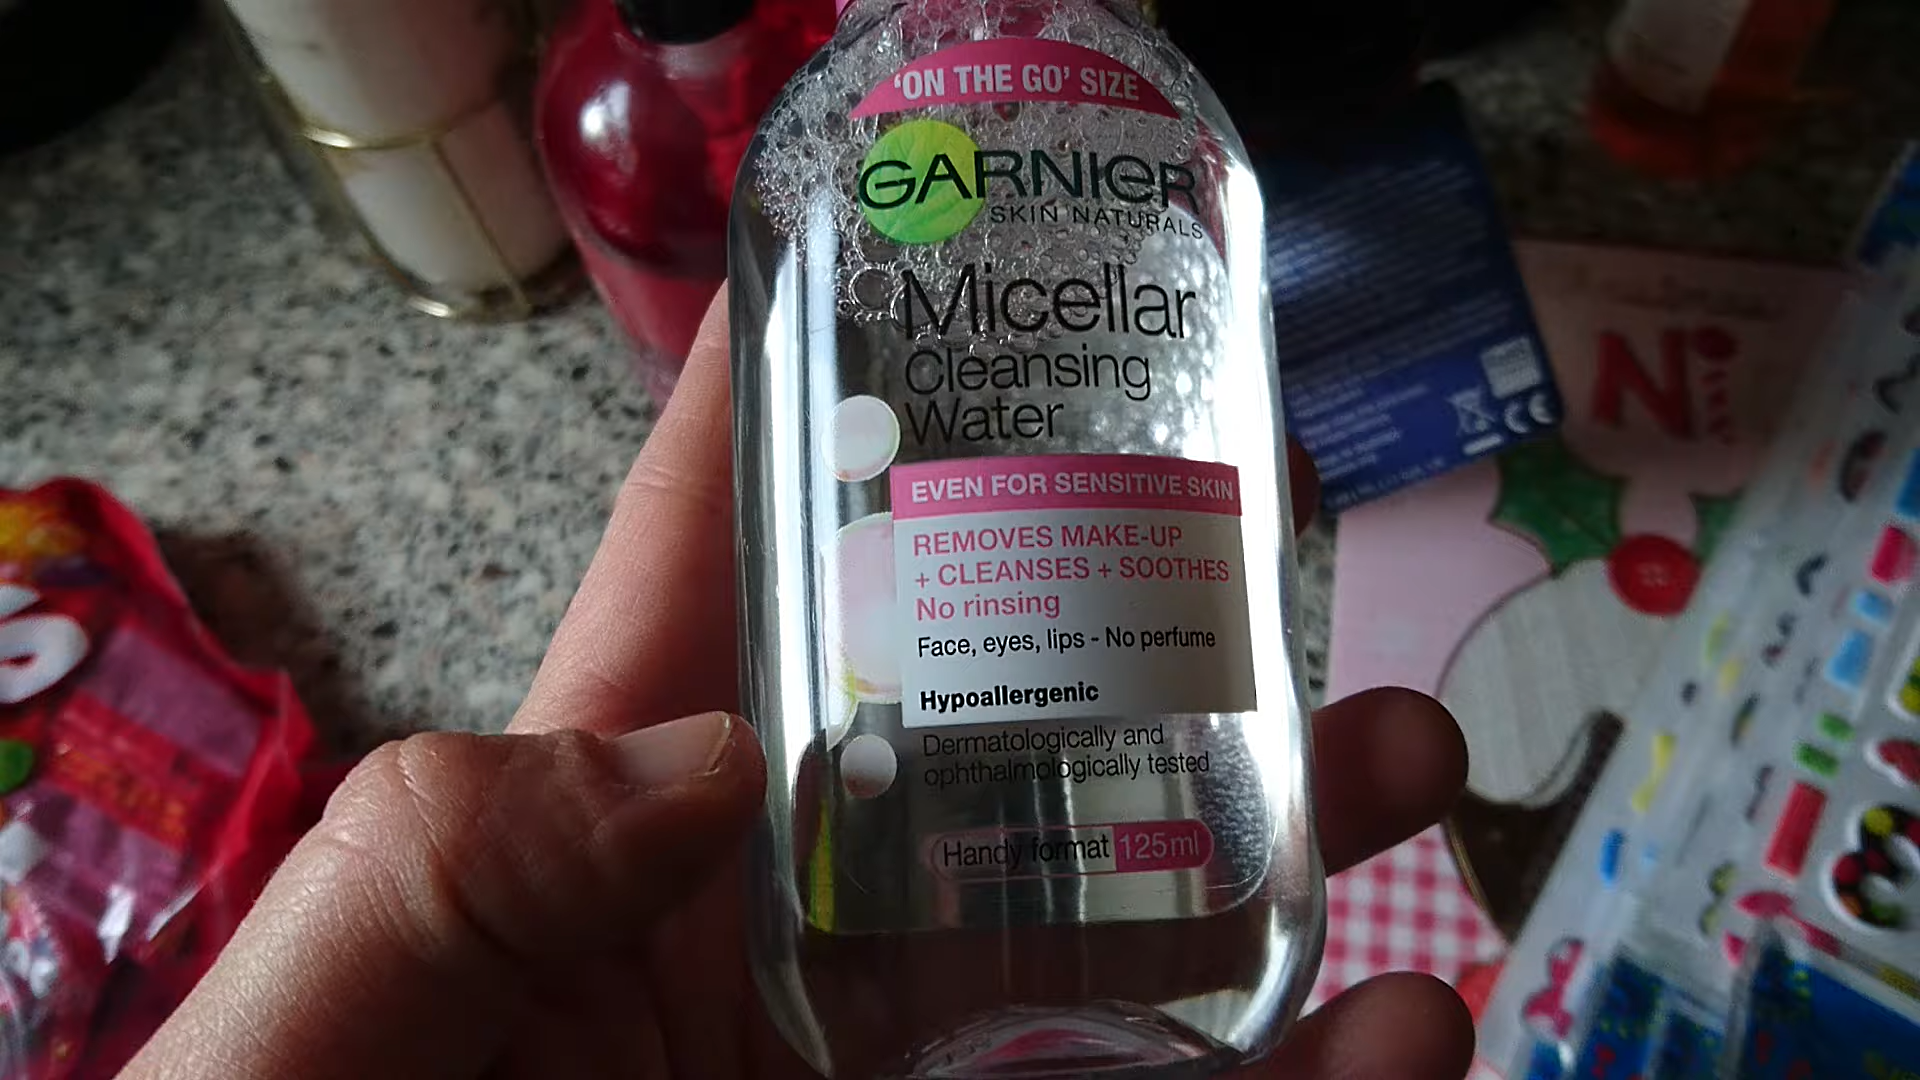 'ON THE GO' SIZE
GARNIER
SKIN NATURALS
Micellar
Cleansing
Water
EVEN FOR SENSITIVE SKIN
REMOVES MAKE-UP
+ CLEANSES + SOOTHES
No rinsing
Face, eyes, lips - No perfume
Hypoallergenic
Dermatologically and
ophthalmologically tested
Handy format 125ml
CE